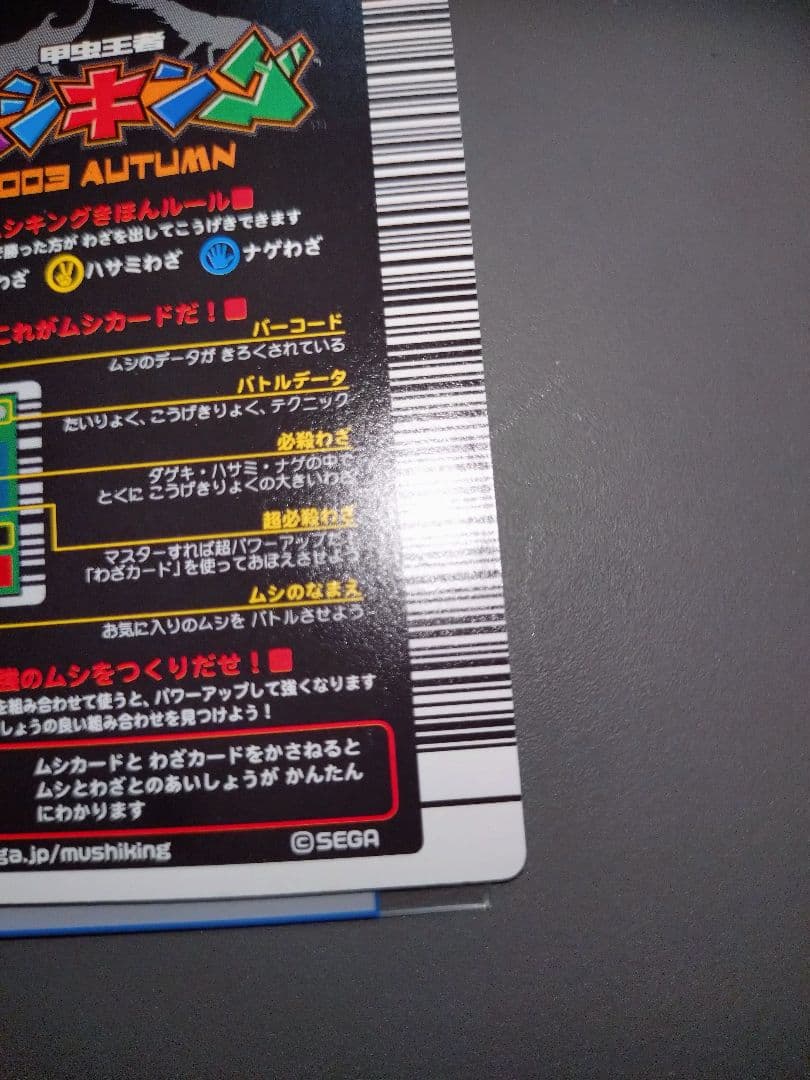 甲虫王者
シキング
003 AUTUMN
シキングきほんルール
勝った方が わざを出してこうげきできます
わざ ハサミわざ ナゲわざ
これがムシカードだ！
バーコード
ムシのデータが きろくされている
バトルデータ
たいりょく、こうげきりょく、テクニック
必殺わざ
ダゲキ・ハサミ・ナゲの中で
とくに こうげきりょくの大きいわざ
超必殺わざ
マスターすれば超パワーアップだ！
「わざカード」を使っておぼえさせよう
ムシのなまえ
お気に入りのムシを バトルさせよう
強のムシをつくりだせ！
を組み合わせて使うと、パワーアップして強くなります
しょうの良い組み合わせを見つけよう！
ムシカードと わざカードをかさねると
ムシとわざとのあいしょうが かんたん
にわかります
ga.jp/mushiking
©SEGA